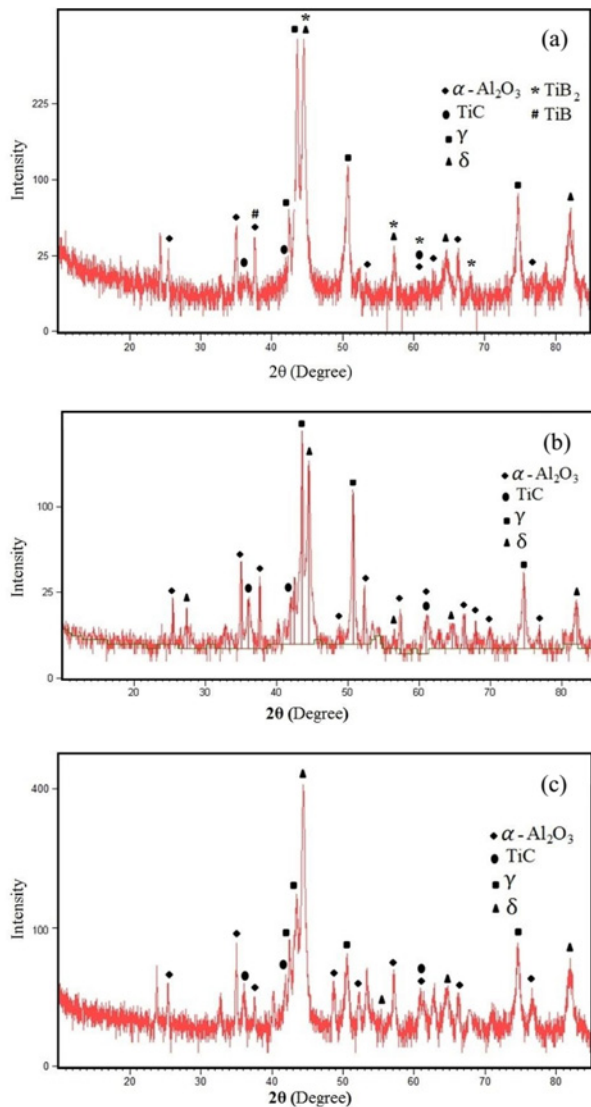 (a)
◆ α - Al₂O₃ * TiB₂
● TiC # TiB
■ γ
▲ δ
Intensity
225
100
25
0
20 30 40 50 60 70 80
2θ (Degree)
(b)
◆ α - Al₂O₃
● TiC
■ γ
▲ δ
Intensity
100
25
0
20 30 40 50 60 70 80
2θ (Degree)
(c)
◆ α - Al₂O₃
● TiC
■ γ
▲ δ
Intensity
400
100
0
20 30 40 50 60 70 80
2θ (Degree)